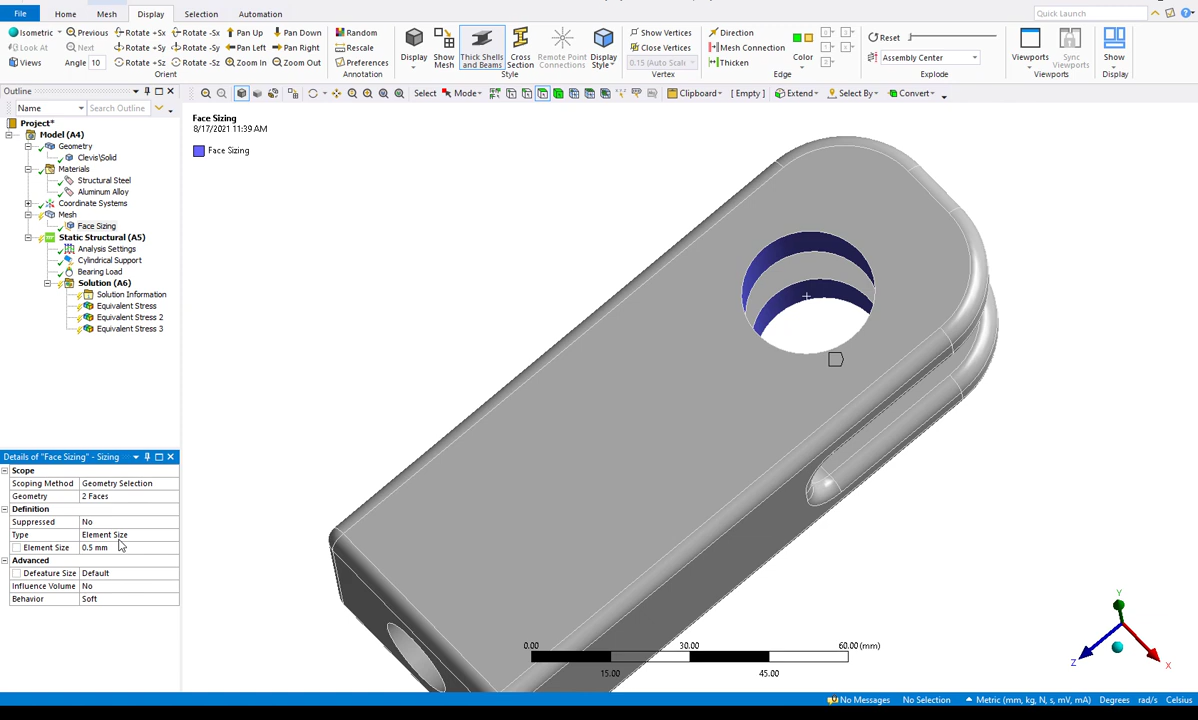 File Home Mesh Display Selection Automation Quick Launch
Isometric Previous Rotate +Sx Rotate -Sx Pan Up Pan Down Random Show Vertices Direction Reset
Look At Next Rotate +Sy Rotate -Sy Pan Left Pan Right Rescale Close Vertices Mesh Connection Assembly Center
Views Angle 10 Rotate +Sz Rotate -Sz Zoom In Zoom Out Preferences 0.15 (Auto Scale Thicken
Display Show Mesh Thick Shells and Beams Cross Section Remote Point Connections Display Style Color Viewports Sync Viewports Show
Orient Annotation Style Vertex Edge Explode Viewports Display
Outline Select Mode Clipboard [ Empty ] Extend Select By Convert
Name Search Outline
Project*
Model (A4)
Geometry
Clevis\Solid
Materials
Structural Steel
Aluminum Alloy
Coordinate Systems
Mesh
Face Sizing
Static Structural (A5)
Analysis Settings
Cylindrical Support
Bearing Load
Solution (A6)
Solution Information
Equivalent Stress
Equivalent Stress 2
Equivalent Stress 3
Details of "Face Sizing" - Sizing
Scope
Scoping Method Geometry Selection
Geometry 2 Faces
Definition
Suppressed No
Type Element Size
Element Size 0.5 mm
Advanced
Defeature Size Default
Influence Volume No
Behavior Soft
Face Sizing
8/17/2021 11:39 AM
Face Sizing
0.00 30.00 60.00 (mm)
15.00 45.00
Y
Z X
No Messages No Selection Metric (mm, kg, N, s, mV, mA) Degrees rad/s Celsius